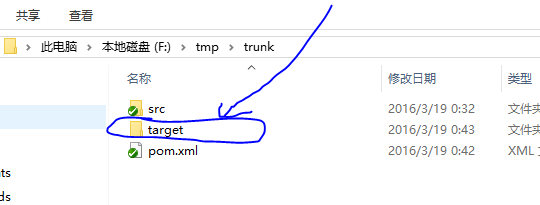 共享 查看
此电脑 > 本地磁盘 (F:) > tmp > trunk
名称 修改日期 类型
src 2016/3/19 0:32 文件夹
target 2016/3/19 0:43 文件夹
pom.xml 2016/3/19 0:42 XML
nts
ds